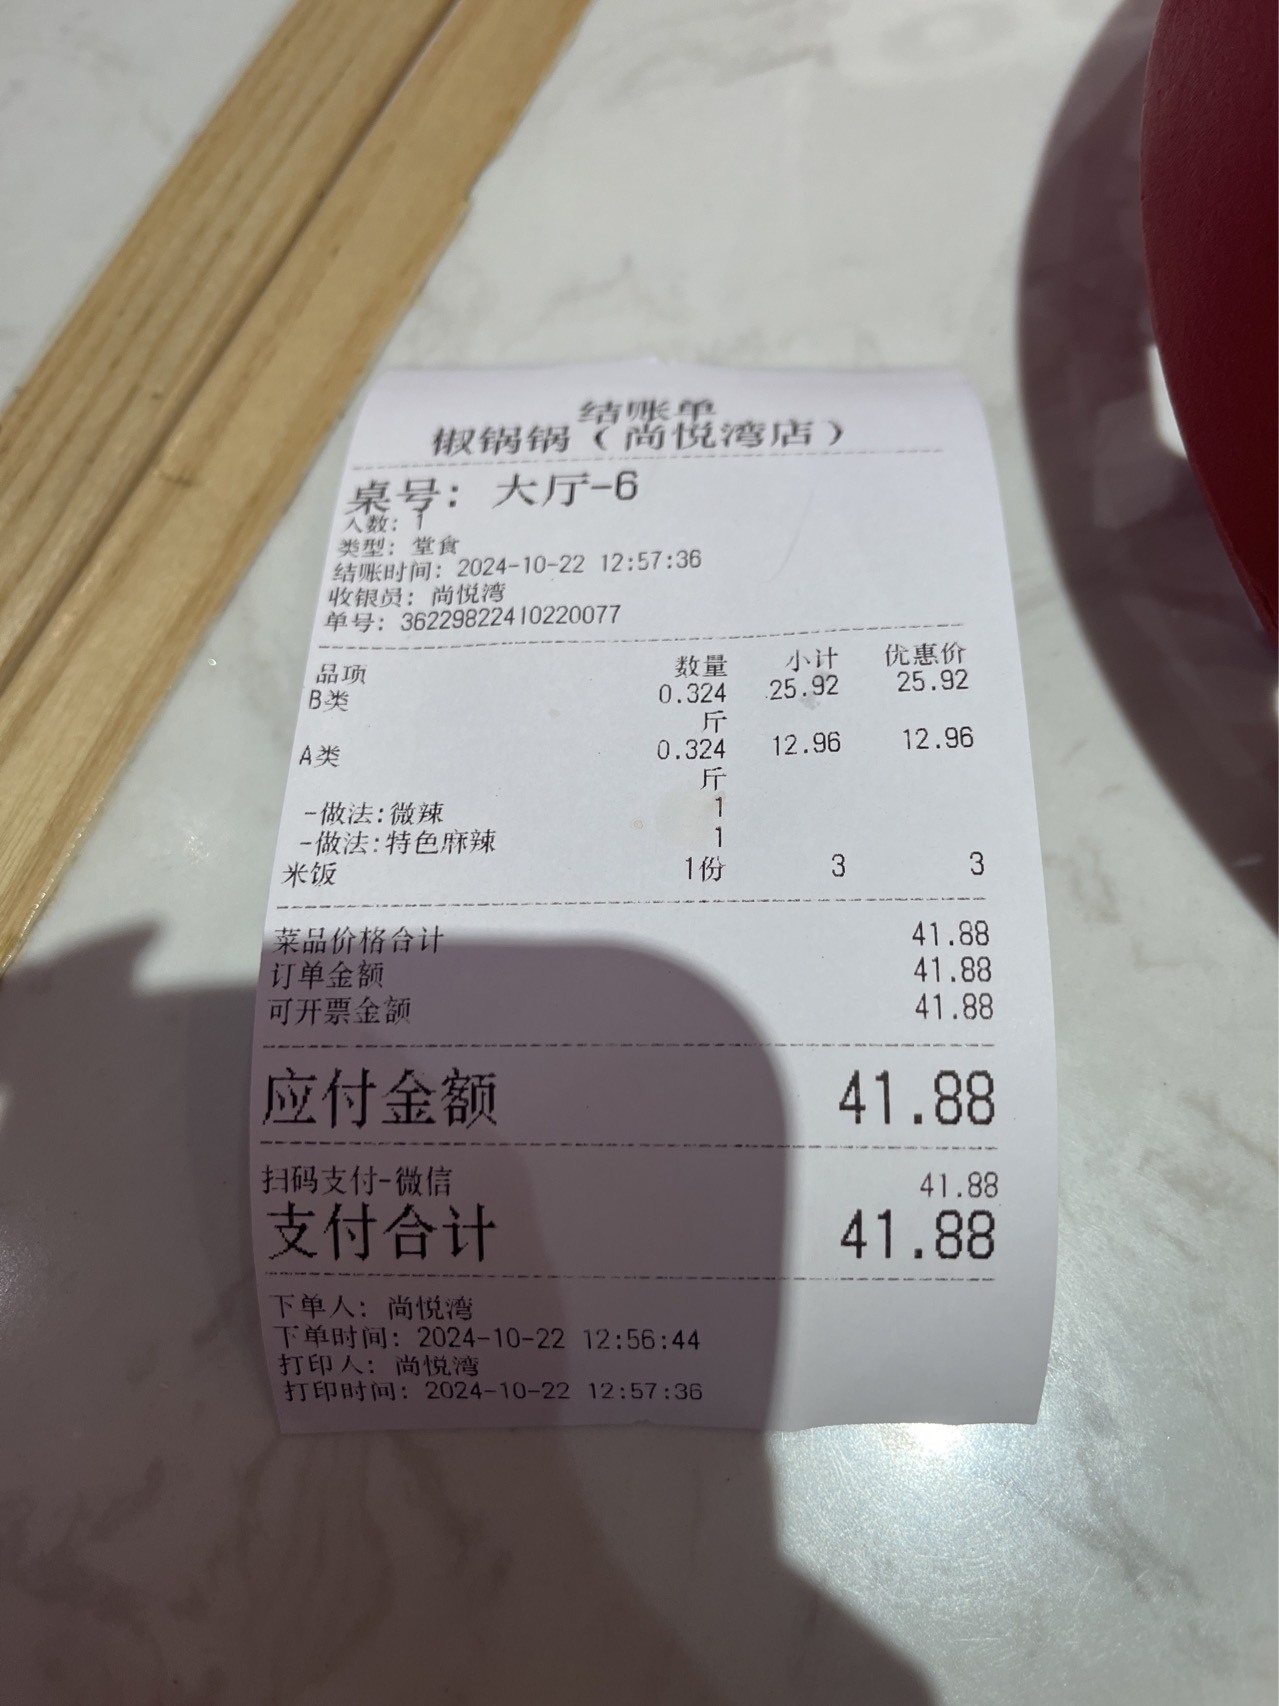 结账单
椒锅锅（尚悦湾店）
桌号：大厅-6
人数：1
类型：堂食
结账时间：2024-10-22 12:57:36
收银员：尚悦湾
单号：36229822410220077
品项 数量 小计 优惠价
B类 0.324 25.92 25.92
斤
A类 0.324 12.96 12.96
斤
-做法:微辣 1
-做法:特色麻辣 1
米饭 1份 3 3
菜品价格合计 41.88
订单金额 41.88
可开票金额 41.88
应付金额 41.88
扫码支付-微信 41.88
支付合计 41.88
下单人：尚悦湾
下单时间：2024-10-22 12:56:44
打印人：尚悦湾
打印时间：2024-10-22 12:57:36